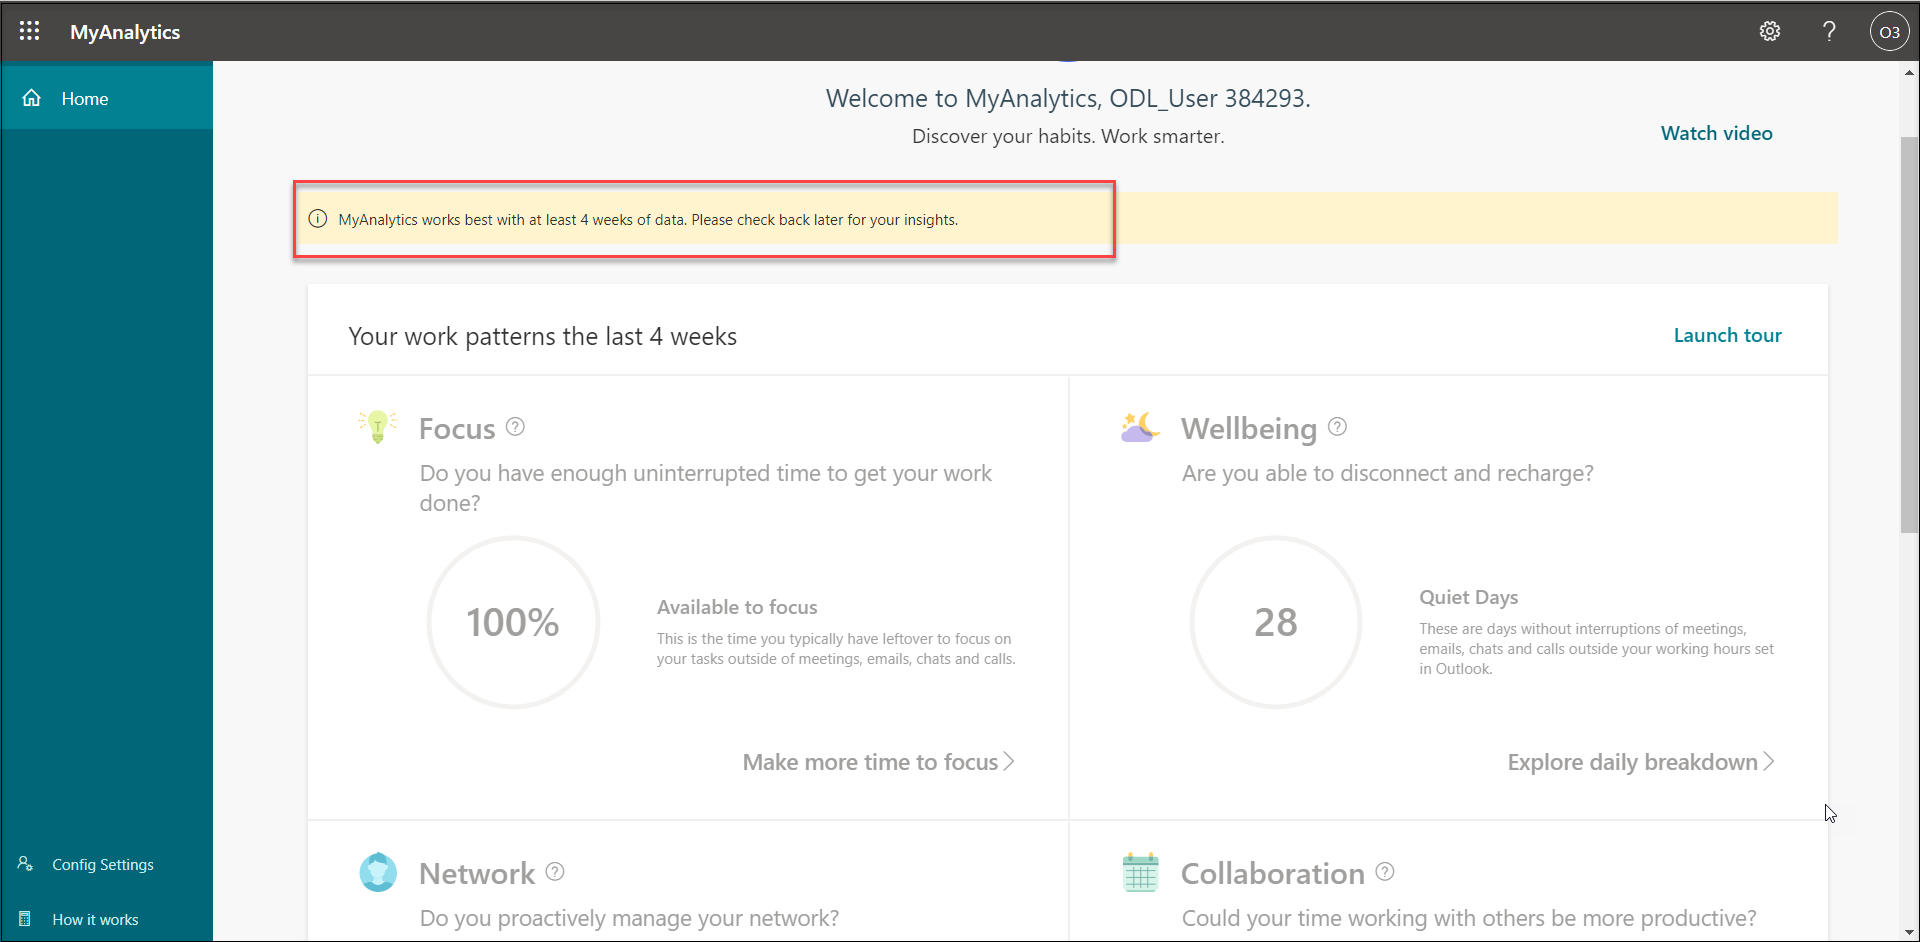 MyAnalytics
?
O3
Home
Welcome to MyAnalytics, ODL_User 384293.
Discover your habits. Work smarter.
Watch video
MyAnalytics works best with at least 4 weeks of data. Please check back later for your insights.
Your work patterns the last 4 weeks
Launch tour
Focus
Do you have enough uninterrupted time to get your work
done?
100%
Available to focus
This is the time you typically have leftover to focus on
your tasks outside of meetings, emails, chats and calls.
Make more time to focus
Wellbeing
Are you able to disconnect and recharge?
28
Quiet Days
These are days without interruptions of meetings,
emails, chats and calls outside your working hours set
in Outlook.
Explore daily breakdown
Network
Do you proactively manage your network?
Collaboration
Could your time working with others be more productive?
Config Settings
How it works